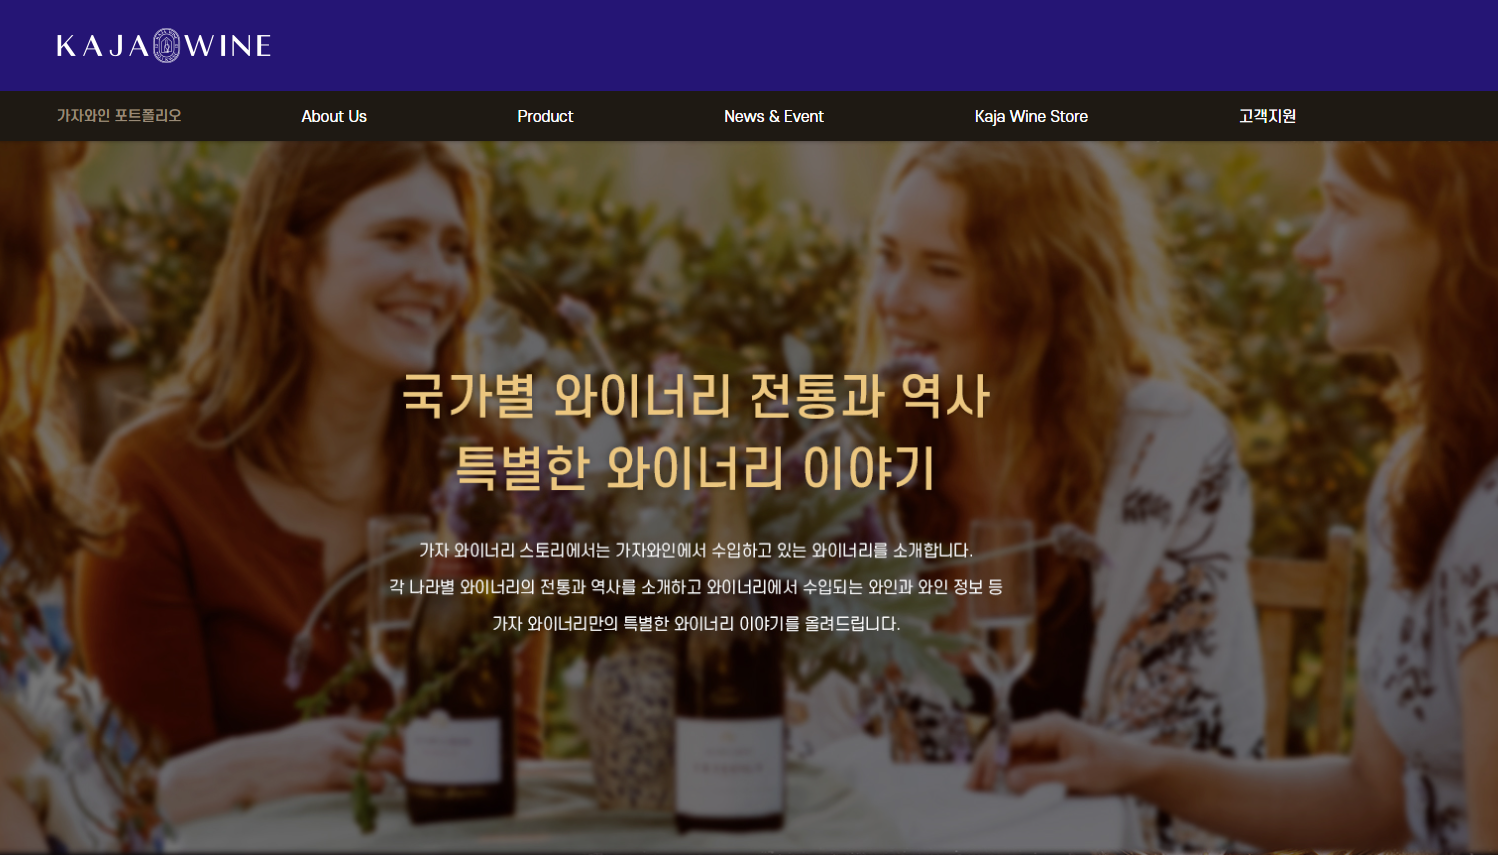 KAJA WINE
가자와인 포트폴리오
About Us
Product
News & Event
Kaja Wine Store
고객지원
국가별 와이너리 전통과 역사
특별한 와이너리 이야기
가자 와이너리 스토리에서는 가자와인에서 수입하고 있는 와이너리를 소개합니다.
각 나라별 와이너리의 전통과 역사를 소개하고 와이너리에서 수입되는 와인과 와인 정보 등
가자 와이너리만의 특별한 와이너리 이야기를 올려드립니다.